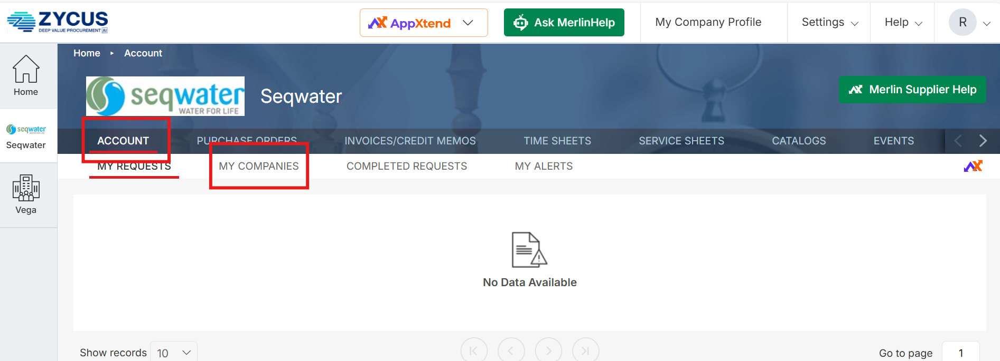 ZYCUS
DEEP VALUE PROCUREMENT AI
AppXtend
Ask MerlinHelp
My Company Profile
Settings
Help
R
Home
Seqwater
Seqwater
Vega
Home ▸ Account
seqwater
WATER FOR LIFE
Seqwater
Merlin Supplier Help
ACCOUNT
PURCHASE ORDERS
INVOICES/CREDIT MEMOS
TIME SHEETS
SERVICE SHEETS
CATALOGS
EVENTS
MY REQUESTS
MY COMPANIES
COMPLETED REQUESTS
MY ALERTS
No Data Available
Show records 10
Go to page 1